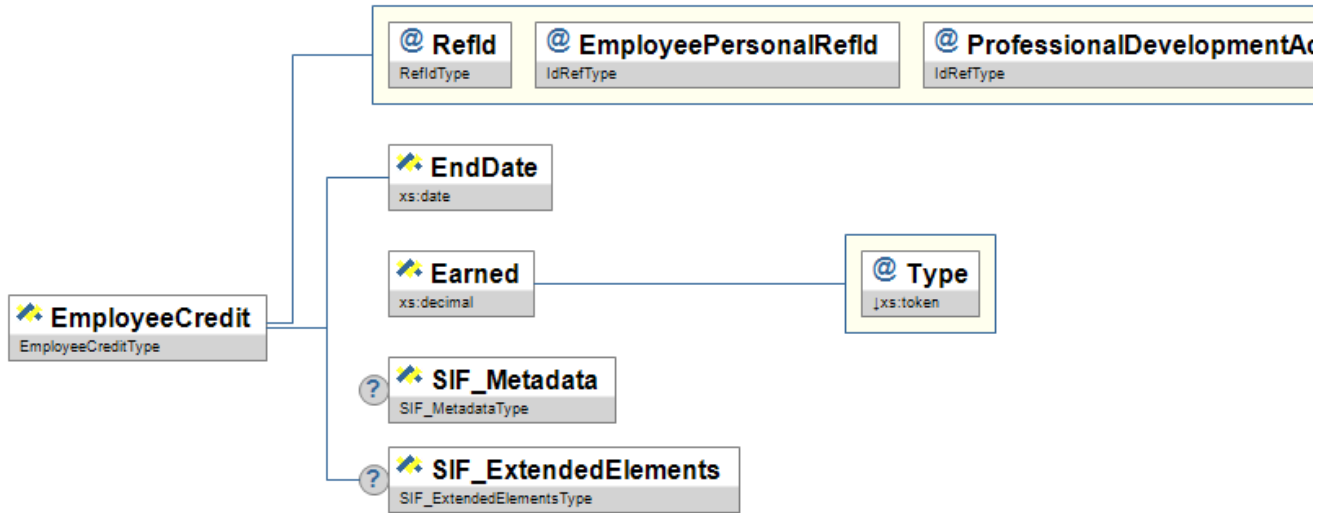 @ RefId
RefIdType
@ EmployeePersonalRefId
IdRefType
@ ProfessionalDevelopmentAc
IdRefType
EndDate
xs:date
Earned
xs:decimal
@ Type
↓xs:token
EmployeeCredit
EmployeeCreditType
? SIF_Metadata
SIF_MetadataType
? SIF_ExtendedElements
SIF_ExtendedElementsType